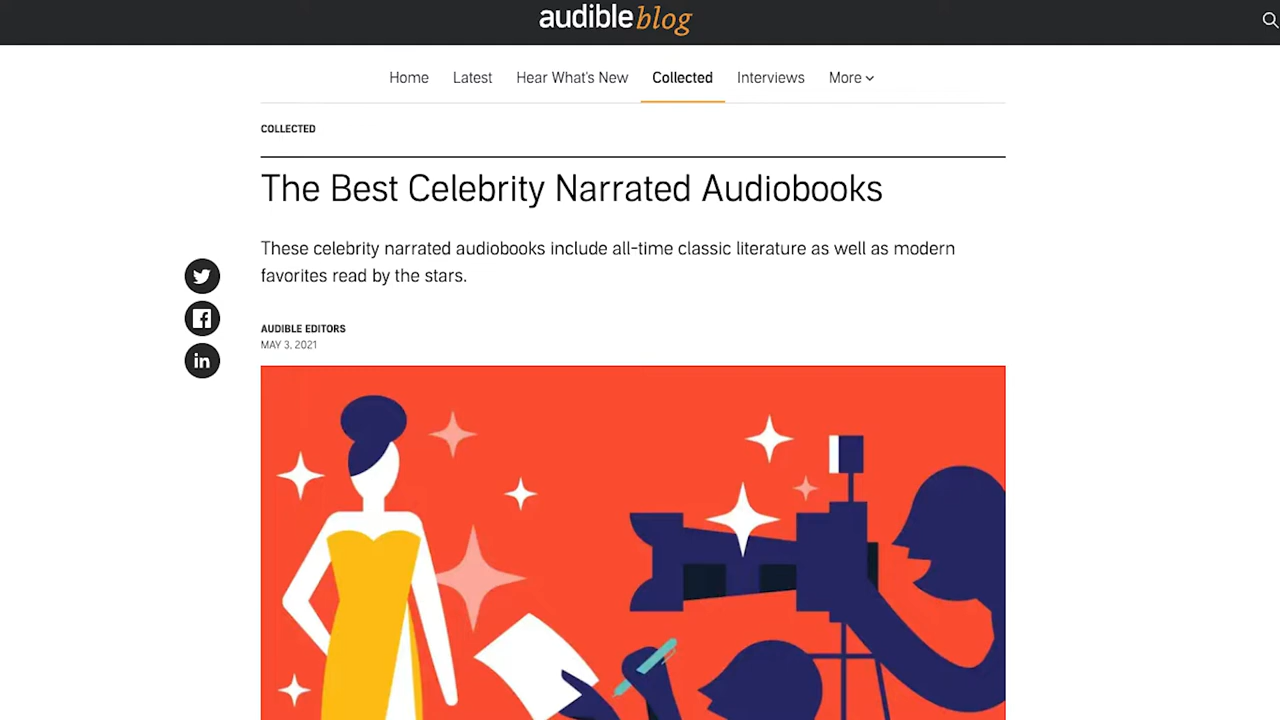 audible blog
Home Latest Hear What's New Collected Interviews More
COLLECTED
The Best Celebrity Narrated Audiobooks
These celebrity narrated audiobooks include all-time classic literature as well as modern
favorites read by the stars.
AUDIBLE EDITORS
MAY 3, 2021
in